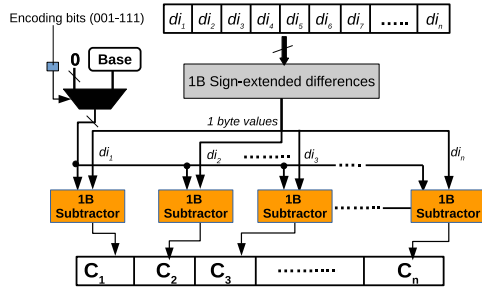 Encoding bits (001-111)
di1 di2 di3 di4 di5 di6 di7 ..... din
0 Base
1B Sign-extended differences
1 byte values
di1 di2 ........ di3 .... din
1B Subtractor 1B Subtractor 1B Subtractor ....... 1B Subtractor
C1 C2 C3 ......... Cn